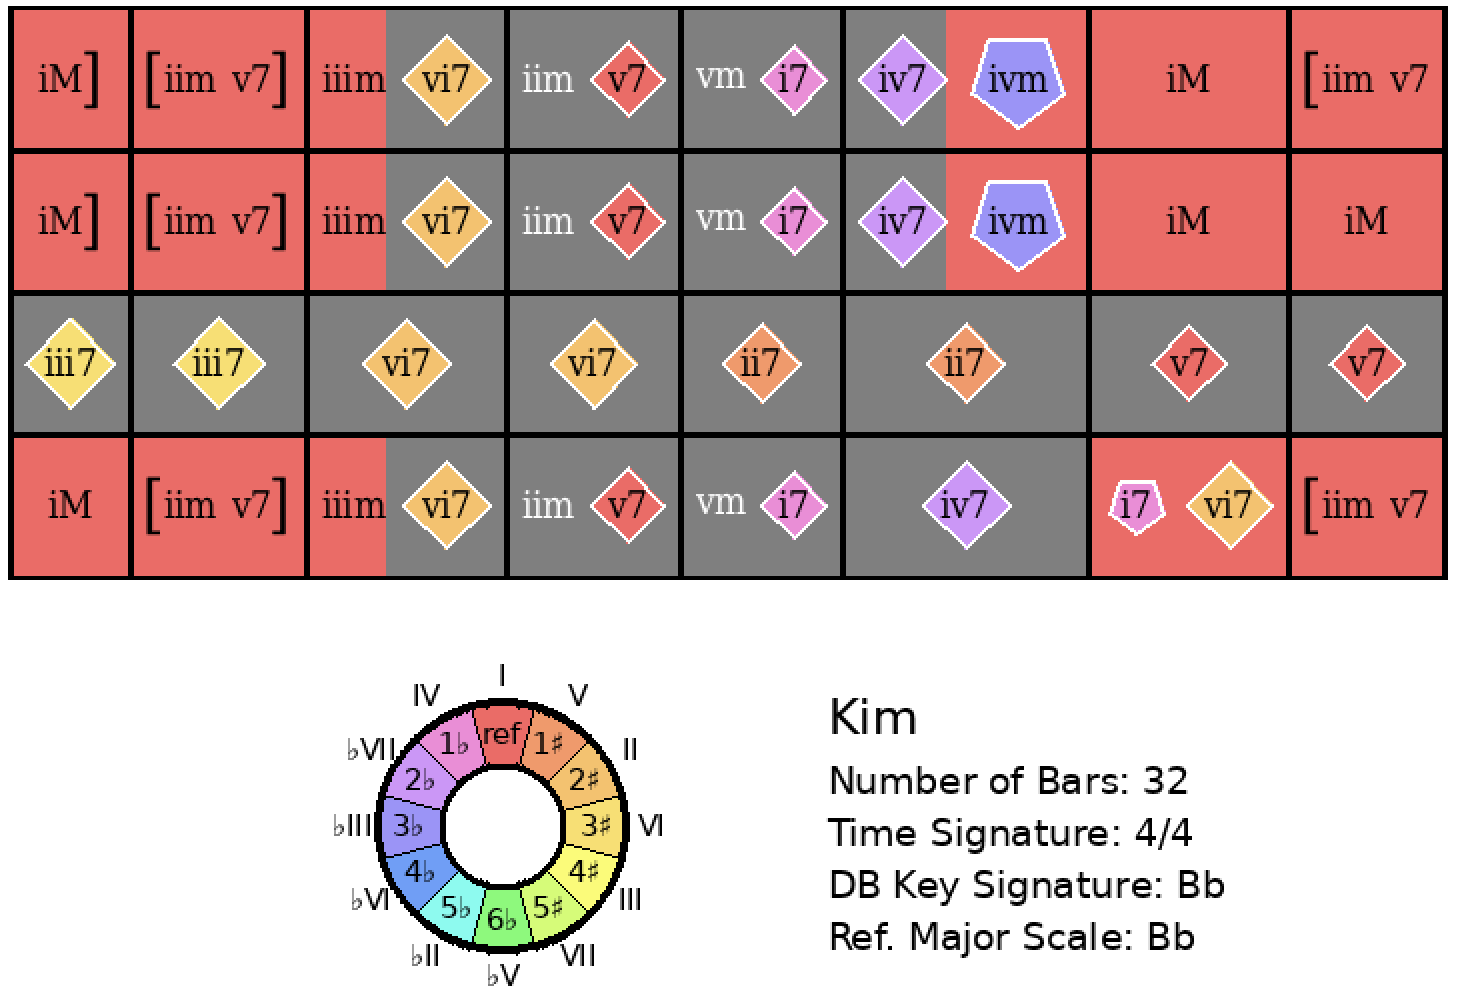 iM] [iim v7] iiim vi7 iim v7 vm i7 iv7 ivm iM [iim v7
iM] [iim v7] iiim vi7 iim v7 vm i7 iv7 ivm iM iM
iii7 iii7 vi7 vi7 ii7 ii7 v7 v7
iM [iim v7] iiim vi7 iim v7 vm i7 iv7 i7 vi7 [iim v7
I
IV V
♭VII II
♭III VI
♭VI III
♭II VII
♭V
ref
1♭ 1♯
2♭ 2♯
3♭ 3♯
4♭ 4♯
5♭ 5♯
6♭
Kim
Number of Bars: 32
Time Signature: 4/4
DB Key Signature: Bb
Ref. Major Scale: Bb